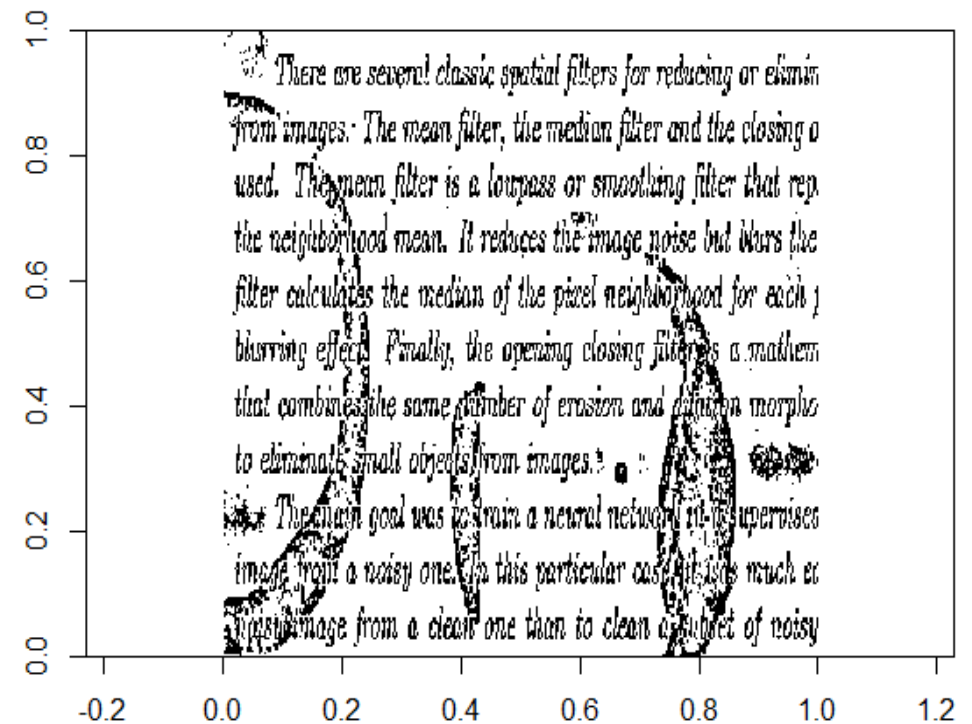 There are several classic spatial filters for reducing or elimin
from images. The mean filter, the median filter and the closing o
used. The mean filter is a lowpass or smoothing filter that rep
the neighborhood mean. It reduces the image noise but blurs the
filter calculates the median of the pixel neighborhood for each
blurring effect. Finally, the opening closing filter is a mathem
that combines the same number of erosion and dilation morpho
to eliminate small objects from images.
The main goal was to train a neural network in a supervised
image from a noisy one. In this particular case it was much ea
noisy image from a clean one than to clean a subset of noisy
1.0
0.8
0.6
0.4
0.2
0.0
-0.2 0.0 0.2 0.4 0.6 0.8 1.0 1.2